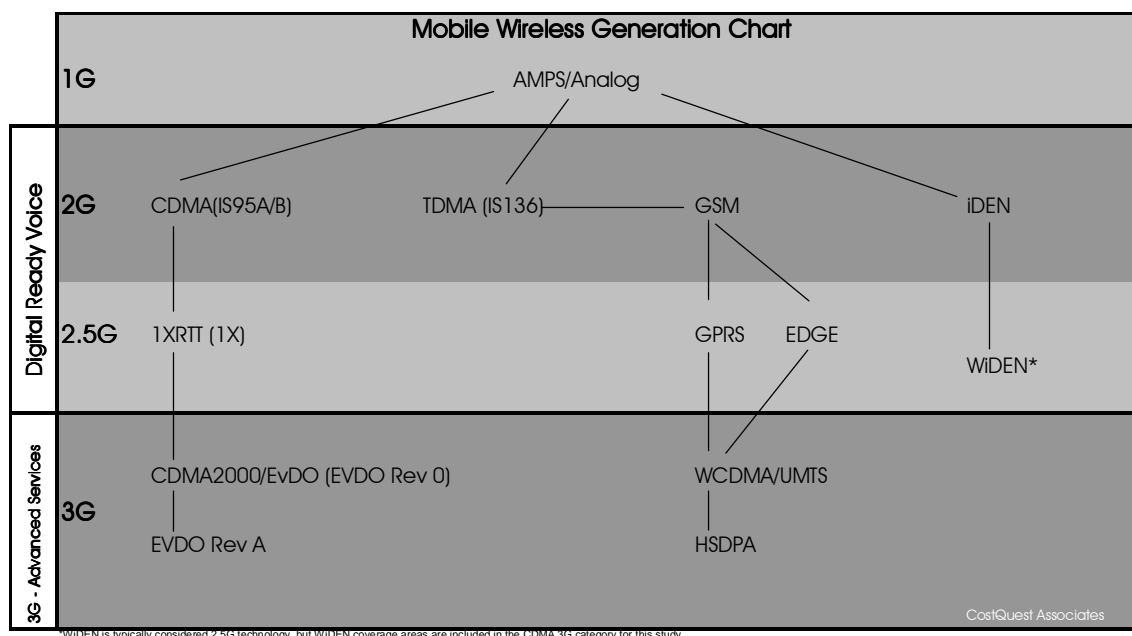 Mobile Wireless Generation Chart
1G
AMPS/Analog
Digital Ready Voice
2G
CDMA(IS95A/B)
TDMA (IS136)
GSM
iDEN
2.5G
1XRTT (1X)
GPRS
EDGE
WiDEN*
3G - Advanced Services
3G
CDMA2000/EvDO (EVDO Rev 0)
WCDMA/UMTS
EVDO Rev A
HSDPA
CostQuest Associates
*WiDEN is typically considered 2.5G technology, but WiDEN coverage areas are included in the CDMA 3G category for this study